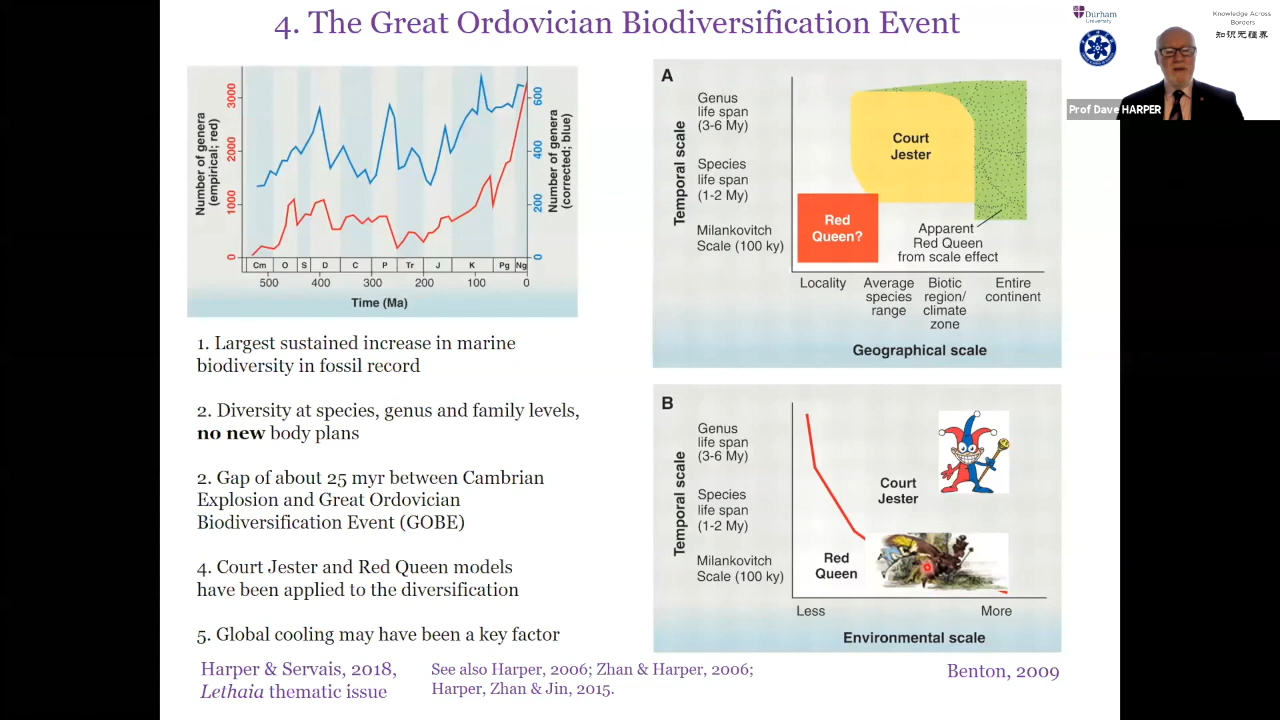 4. The Great Ordovician Biodiversification Event
Durham
University
Knowledge Across
Borders
知识无疆界
Prof Dave HARPER
Number of genera
(empirical; red)
3000
2000
1000
0
600
400
200
0
Number of genera
(corrected; blue)
Cm O S D C P Tr J K Pg Ng
500 400 300 200 100 0
Time (Ma)
1. Largest sustained increase in marine
biodiversity in fossil record
2. Diversity at species, genus and family levels,
no new body plans
2. Gap of about 25 myr between Cambrian
Explosion and Great Ordovician
Biodiversification Event (GOBE)
4. Court Jester and Red Queen models
have been applied to the diversification
5. Global cooling may have been a key factor
Harper & Servais, 2018,
Lethaia thematic issue
See also Harper, 2006; Zhan & Harper, 2006;
Harper, Zhan & Jin, 2015.
A
Temporal scale
Genus
life span
(3-6 My)
Species
life span
(1-2 My)
Milankovitch
Scale (100 ky)
Court
Jester
Red
Queen?
Apparent
Red Queen
from scale effect
Locality
Average
species
range
Biotic
region/
climate
zone
Entire
continent
Geographical scale
B
Temporal scale
Genus
life span
(3-6 My)
Species
life span
(1-2 My)
Milankovitch
Scale (100 ky)
Court
Jester
Red
Queen
Less
More
Environmental scale
Benton, 2009